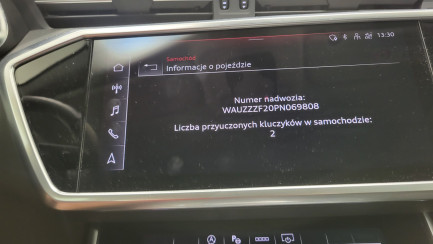 13:30
Samochód
Informacje o pojeździe
Numer nadwozia:
WAUZZZF20PN069808
Liczba przyuczonych kluczyków w samochodzie:
2